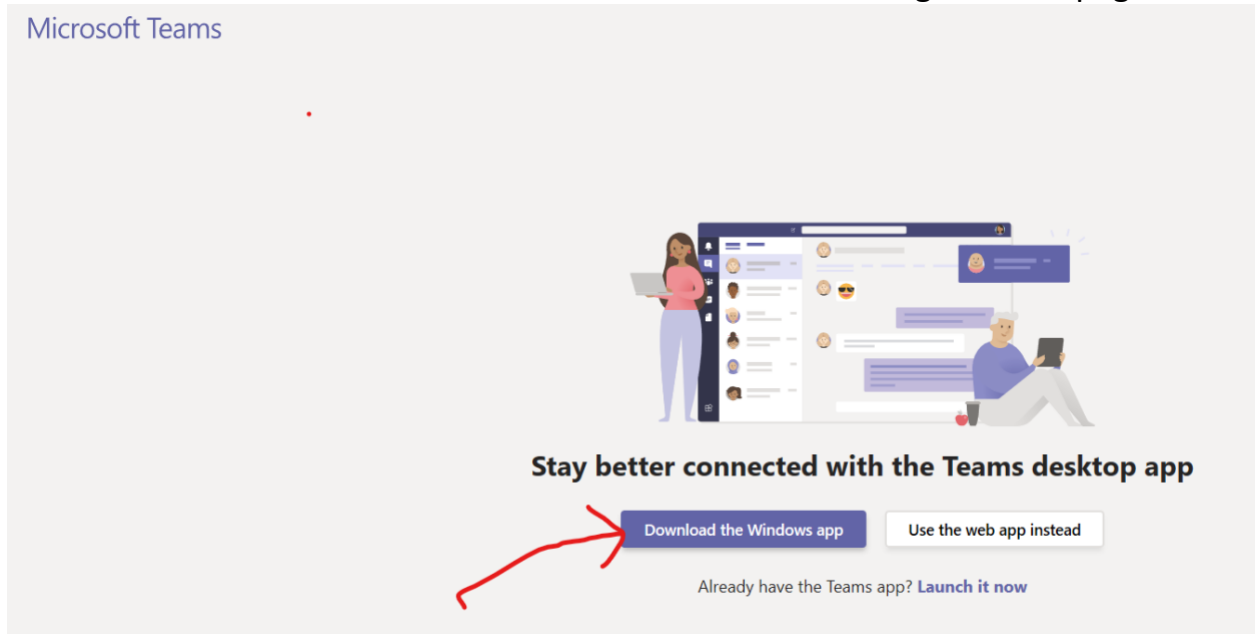 Microsoft Teams
Stay better connected with the Teams desktop app
Download the Windows app
Use the web app instead
Already have the Teams app? Launch it now